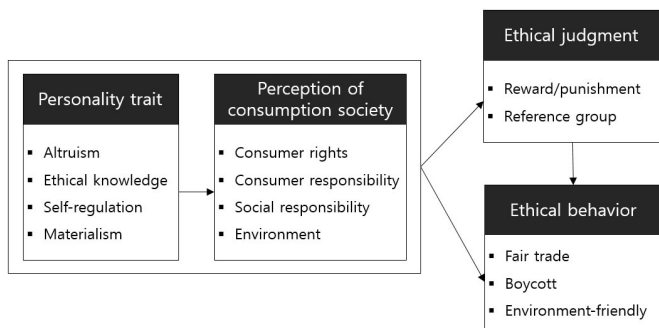 Personality trait
▪ Altruism
▪ Ethical knowledge
▪ Self-regulation
▪ Materialism
Perception of
consumption society
▪ Consumer rights
▪ Consumer responsibility
▪ Social responsibility
▪ Environment
Ethical judgment
▪ Reward/punishment
▪ Reference group
Ethical behavior
▪ Fair trade
▪ Boycott
▪ Environment-friendly